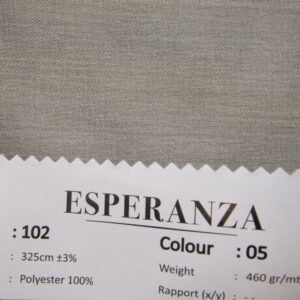 ESPERANZA
: 102
Colour : 05
: 325cm ±3%
Weight : 460 gr/mt
: Polyester 100%
Rapport (x/y) :